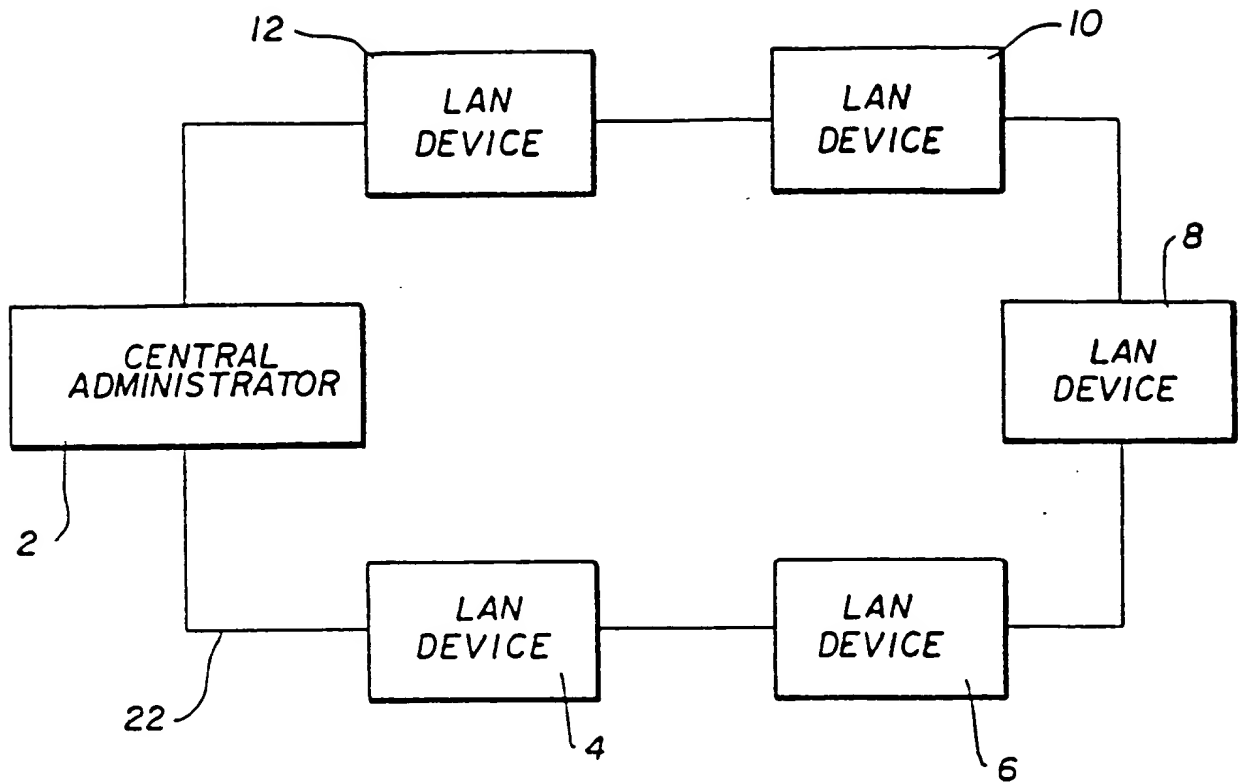 12
10
LAN
DEVICE
LAN
DEVICE
8
CENTRAL
ADMINISTRATOR
LAN
DEVICE
2
LAN
DEVICE
LAN
DEVICE
22
4
6